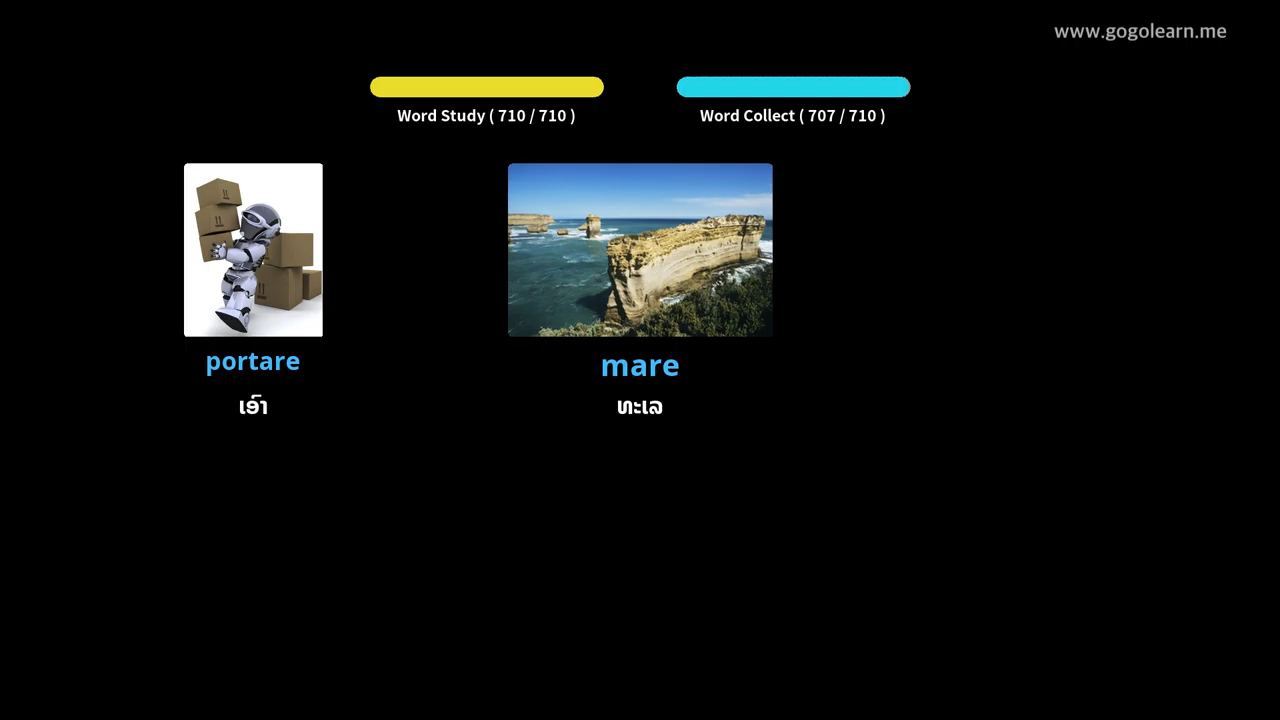 www.gogolearn.me
Word Study ( 710 / 710 )
Word Collect ( 707 / 710 )
portare
mare
ເອົາ
ທະເລ